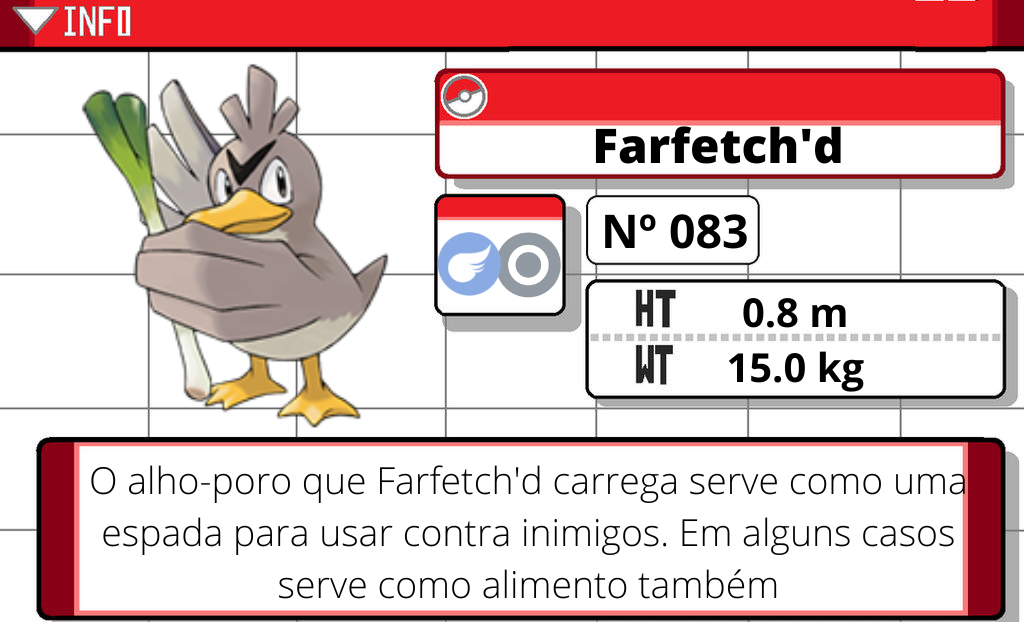 INFO
Farfetch'd
Nº 083
HT 0.8 m
WT 15.0 kg
O alho-poro que Farfetch'd carrega serve como uma
espada para usar contra inimigos. Em alguns casos
serve como alimento também